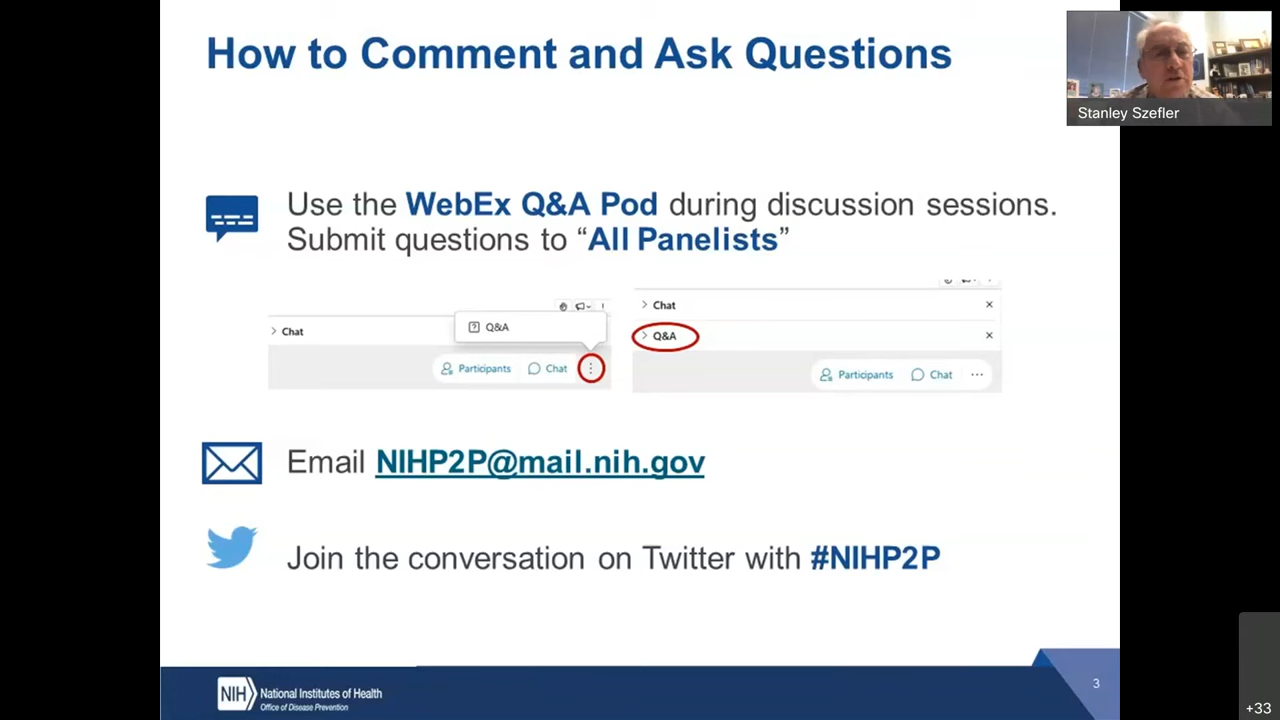 How to Comment and Ask Questions
Stanley Szefler
Use the WebEx Q&A Pod during discussion sessions.
Submit questions to “All Panelists”
Chat
Q&A
Participants
Chat
Chat
Q&A
Participants
Chat
Email NIHP2P@mail.nih.gov
Join the conversation on Twitter with #NIHP2P
NIH National Institutes of Health
Office of Disease Prevention
3
+33